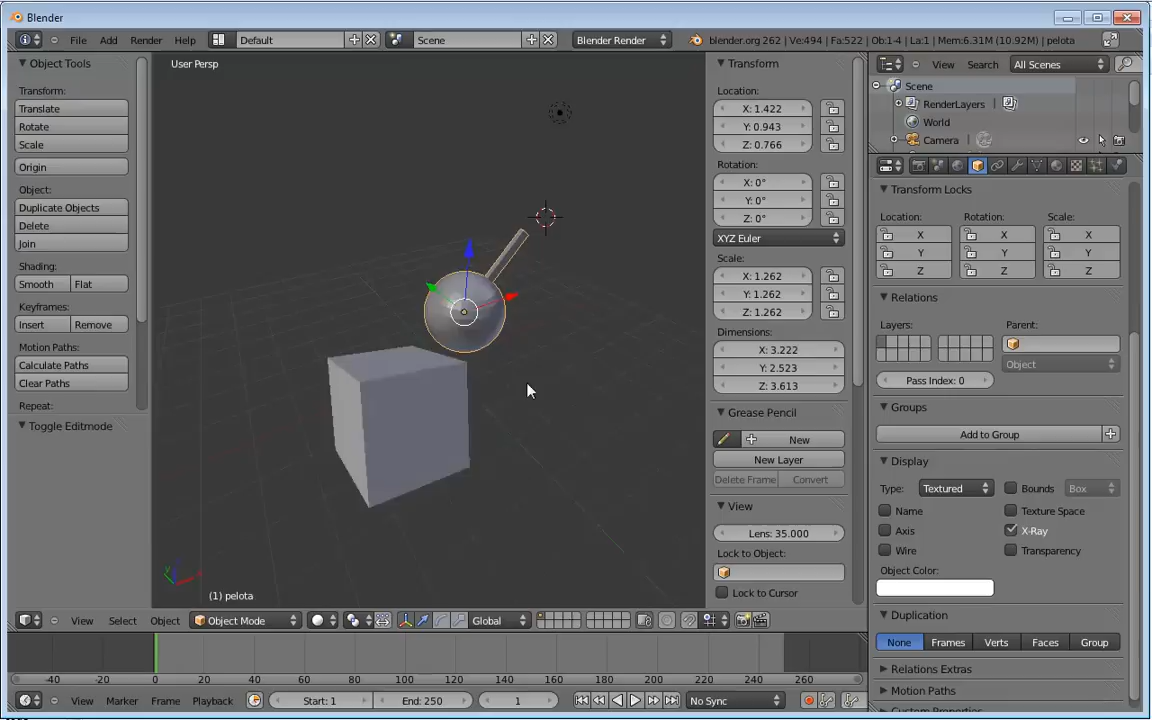 Blender
File Add Render Help Default Scene Blender Render blender.org 262 | Ve:494 | Fa:522 | Ob:1-4 | La:1 | Mem:6.31M (10.92M) | pelota
Object Tools
Transform:
Translate
Rotate
Scale
Origin
Object:
Duplicate Objects
Delete
Join
Shading:
Smooth Flat
Keyframes:
Insert Remove
Motion Paths:
Calculate Paths
Clear Paths
Repeat:
Toggle Editmode
User Persp
(1) pelota
Transform
Location:
X: 1.422
Y: 0.943
Z: 0.766
Rotation:
X: 0°
Y: 0°
Z: 0°
XYZ Euler
Scale:
X: 1.262
Y: 1.262
Z: 1.262
Dimensions:
X: 3.222
Y: 2.523
Z: 3.613
Grease Pencil
New
New Layer
Delete Frame Convert
View
Lens: 35.000
Lock to Object:
Lock to Cursor
View Search All Scenes
Scene
RenderLayers
World
Camera
Transform Locks
Location: Rotation: Scale:
X X X
Y Y Y
Z Z Z
Relations
Layers: Parent:
Object
Pass Index: 0
Groups
Add to Group
Display
Type: Textured Bounds Box
Name Texture Space
Axis X-Ray
Wire Transparency
Object Color:
Duplication
None Frames Verts Faces Group
Relations Extras
Motion Paths
View Select Object Object Mode Global
-40 -20 0 20 40 60 80 100 120 140 160 180 200 220 240 260
View Marker Frame Playback Start: 1 End: 250 1 No Sync